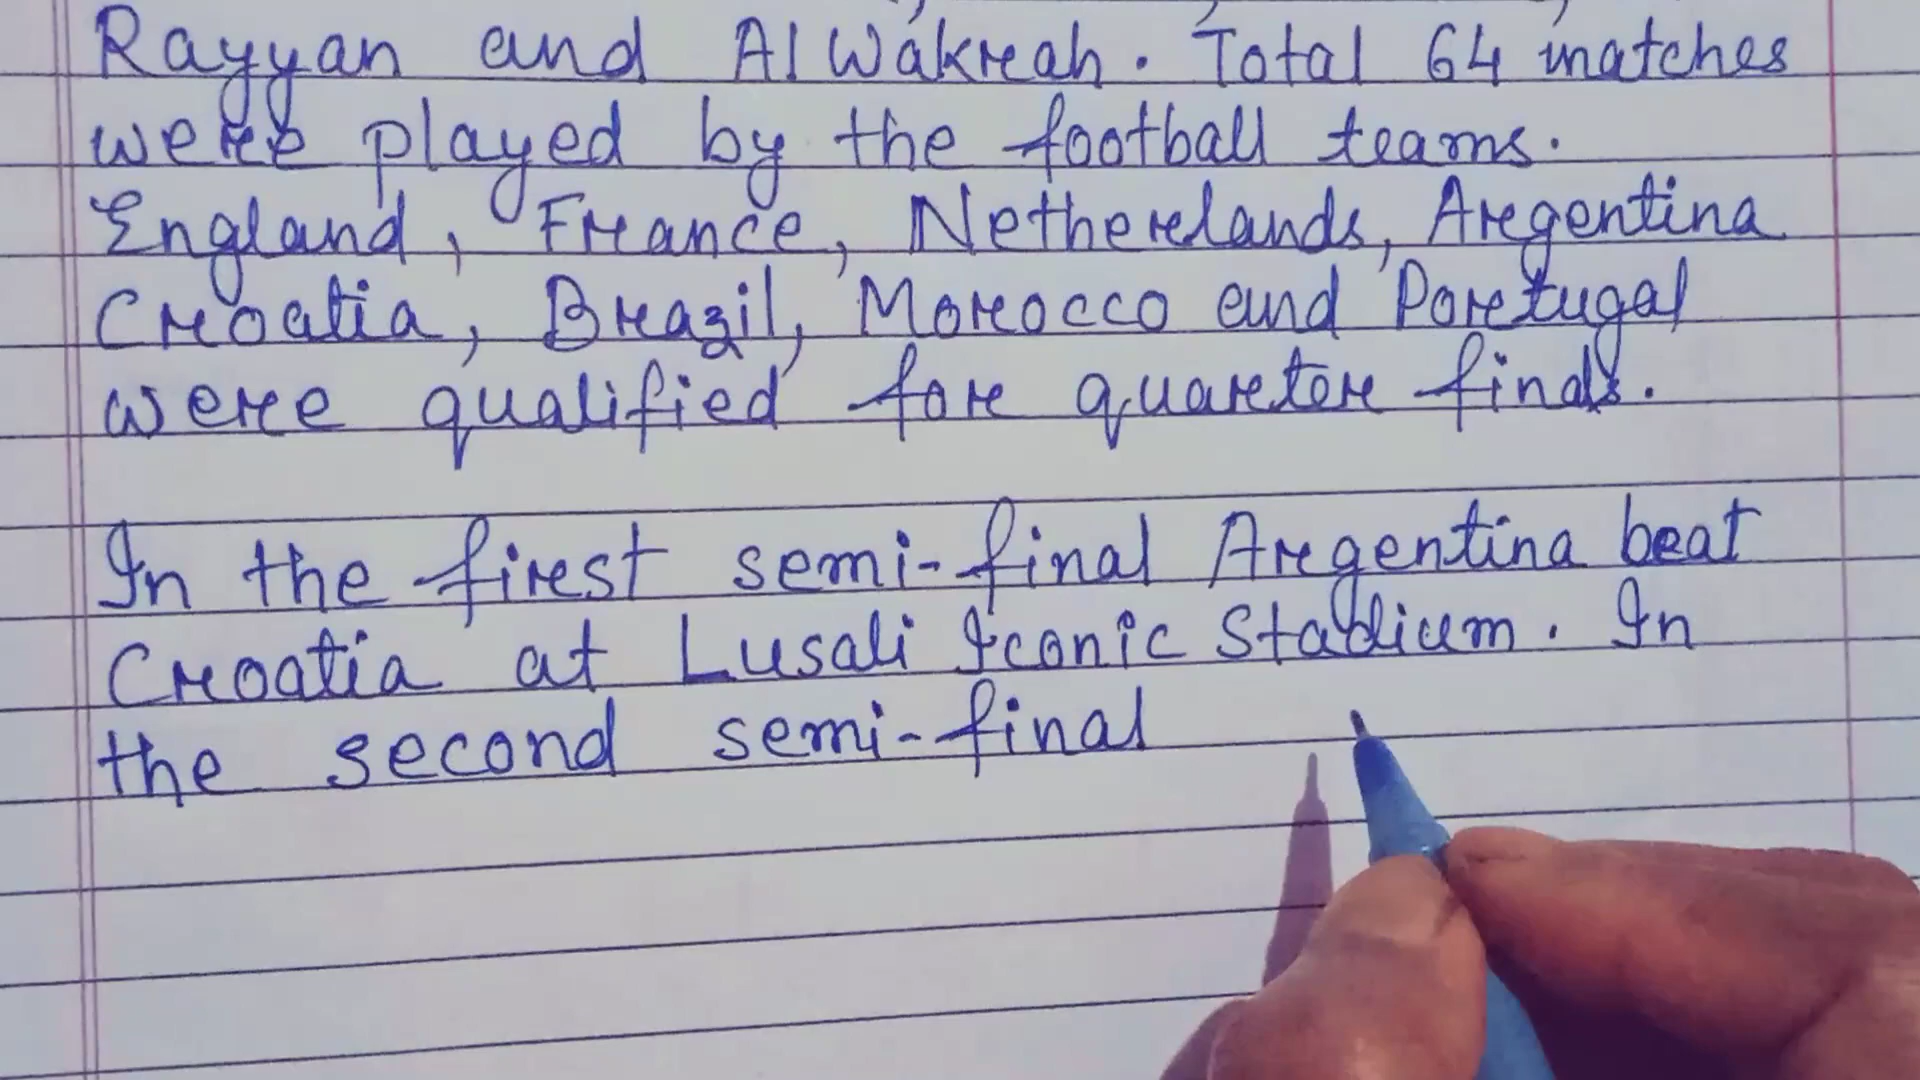 Rayyan and Al Wakrah. Total 64 matches
were played by the football teams.
England, France, Netherlands, Argentina
Croatia, Brazil, Morocco and Portugal
were qualified for quarter finals.
In the first semi-final Argentina beat
Croatia at Lusali Iconic Stadium. In
the second semi-final